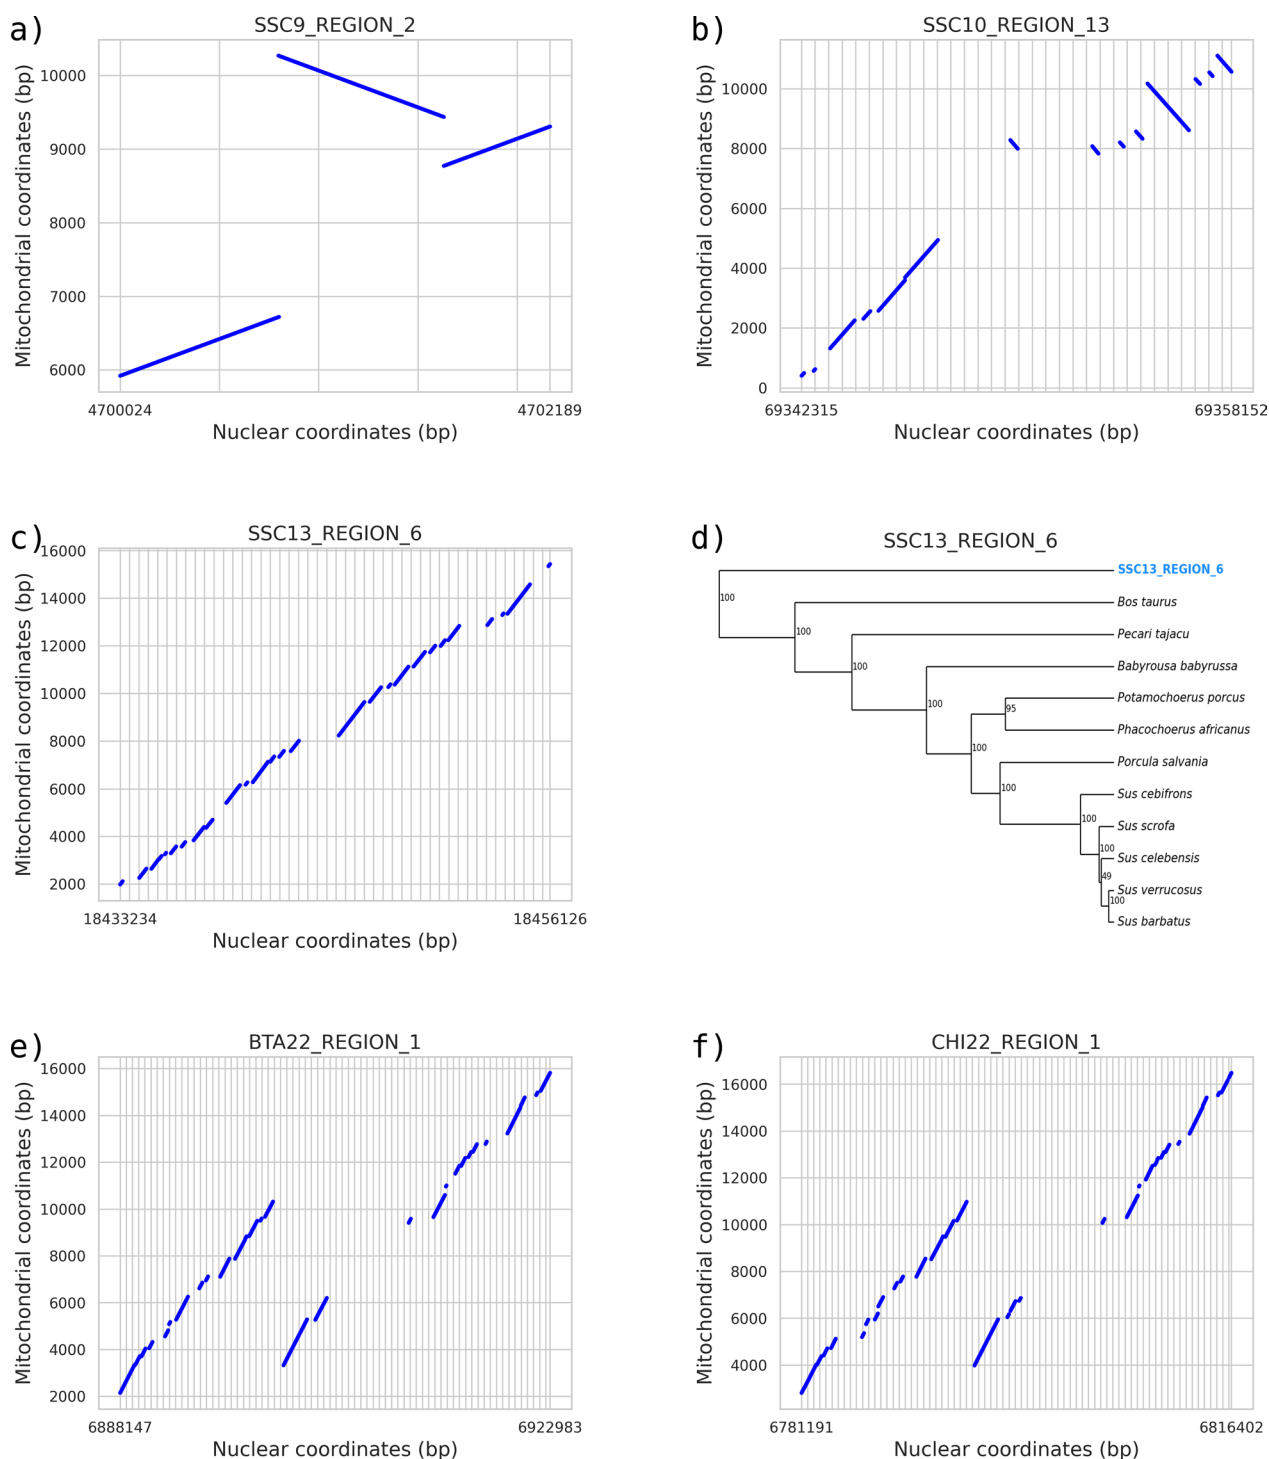 a)
SSC9_REGION_2
Mitochondrial coordinates (bp)
10000
9000
8000
7000
6000
4700024
4702189
Nuclear coordinates (bp)
b)
SSC10_REGION_13
Mitochondrial coordinates (bp)
10000
8000
6000
4000
2000
0
69342315
69358152
Nuclear coordinates (bp)
c)
SSC13_REGION_6
Mitochondrial coordinates (bp)
16000
14000
12000
10000
8000
6000
4000
2000
18433234
18456126
Nuclear coordinates (bp)
d)
SSC13_REGION_6
SSC13_REGION_6
100
Bos taurus
100
Pecari tajacu
100
Babyrousa babyrussa
100
Potamochoerus porcus
95
Phacochoerus africanus
100
Porcula salvania
100
Sus cebifrons
100
Sus scrofa
100
Sus celebensis
49
Sus verrucosus
100
Sus barbatus
e)
BTA22_REGION_1
Mitochondrial coordinates (bp)
16000
14000
12000
10000
8000
6000
4000
2000
6888147
6922983
Nuclear coordinates (bp)
f)
CHI22_REGION_1
Mitochondrial coordinates (bp)
16000
14000
12000
10000
8000
6000
4000
6781191
6816402
Nuclear coordinates (bp)